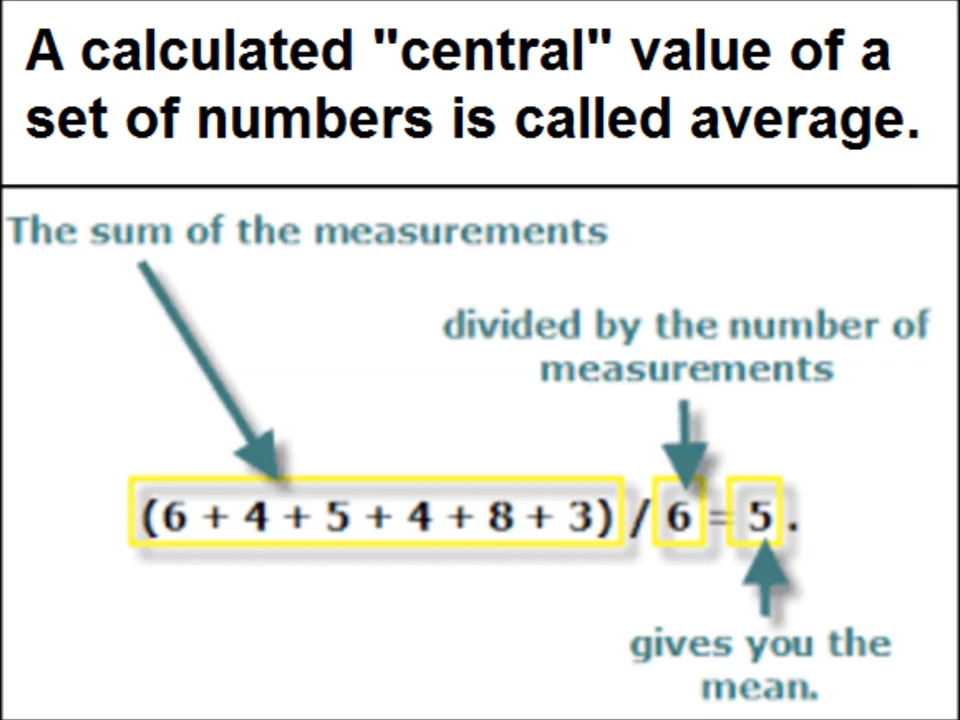 A calculated "central" value of a
set of numbers is called average.
The sum of the measurements
divided by the number of
measurements
(6 + 4 + 5 + 4 + 8 + 3) / 6 = 5 .
gives you the
mean.